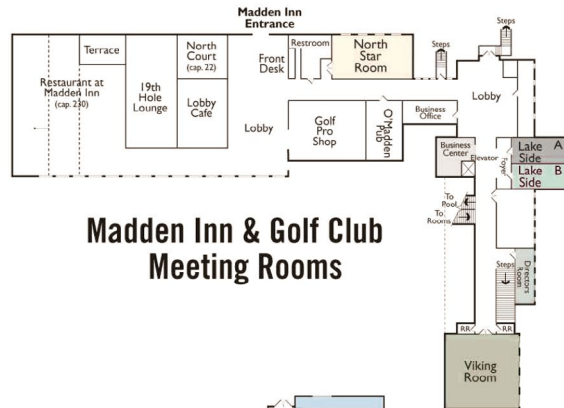 Madden Inn
Entrance
Steps
Terrace
North
Court
(cap. 22)
Front
Desk
Restroom
North
Star
Room
Steps
Restaurant at
Madden Inn
(cap. 230)
19th
Hole
Lounge
Lobby
Cafe
Lobby
Golf
Pro
Shop
O'Madden
Pub
Business
Office
Lobby
Business
Center
Elevator
Foyer
Lake
Side
A
Lake
Side
B
To
Pool
To
Rooms
Madden Inn & Golf Club
Meeting Rooms
Steps
Directors
Room
RR
RR
Viking
Room